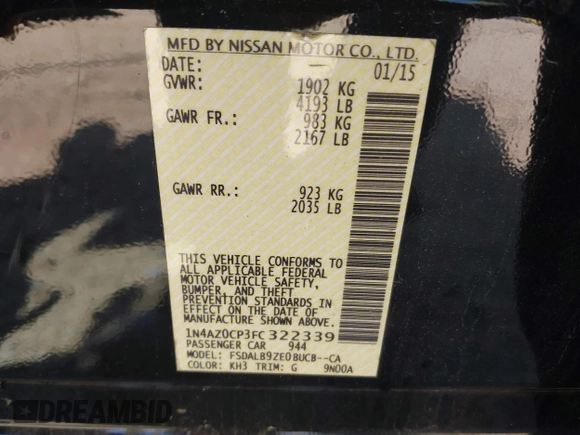 MFD BY NISSAN MOTOR CO., LTD.
DATE: — 01/15
GVWR: 1902 KG
4193 LB
GAWR FR.: 983 KG
2167 LB
GAWR RR.: 923 KG
2035 LB
THIS VEHICLE CONFORMS TO
ALL APPLICABLE FEDERAL
MOTOR VEHICLE SAFETY,
BUMPER, AND THEFT
PREVENTION STANDARDS IN
EFFECT ON THE DATE OF
MANUFACTURE SHOWN ABOVE.
1N4AZ0CP3FC322339
PASSENGER CAR 944
MODEL: FSDALB9ZE0BUCB--CA
COLOR: KH3 TRIM: G 9N00A
DREAMBID